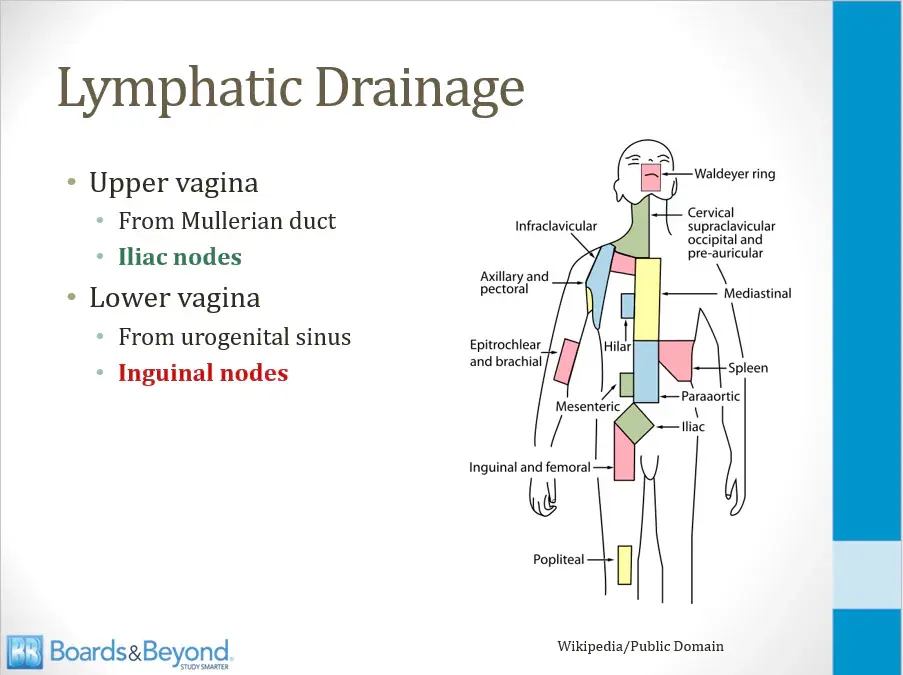 Lymphatic Drainage
• Upper vagina
• From Mullerian duct
• Iliac nodes
• Lower vagina
• From urogenital sinus
• Inguinal nodes
Waldeyer ring
Cervical
supraclavicular
occipital and
pre-auricular
Infraclavicular
Axillary and
pectoral
Mediastinal
Epitrochlear
and brachial
Hilar
Spleen
Mesenteric
Paraaortic
Iliac
Inguinal and femoral
Popliteal
BB Boards&Beyond.
STUDY SMARTER
Wikipedia/Public Domain